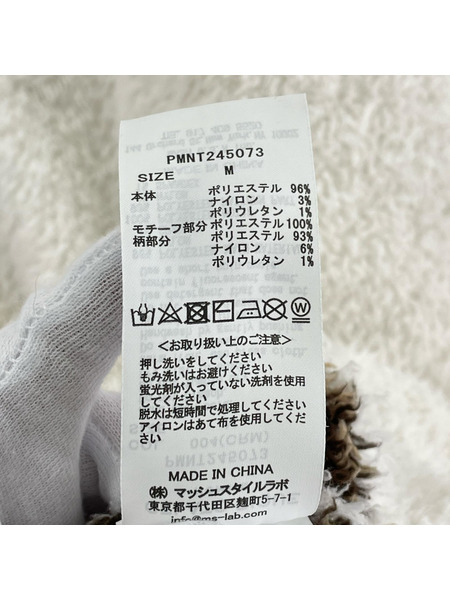 PMNT245073
SIZE M
本体 ポリエステル 96%
ナイロン 3%
ポリウレタン 1%
モチーフ部分 ポリエステル 100%
柄部分 ポリエステル 93%
ナイロン 6%
ポリウレタン 1%
<お取り扱い上のご注意>
押し洗いをしてください
もみ洗いはお避けください
蛍光剤が入っていない洗剤を使用
してください
脱水は短時間で処理してください
アイロンはあて布を使用してくだ
さい
MADE IN CHINA
(株) マッシュスタイルラボ
東京都千代田区麹町5-7-1
info@ms-lab.com